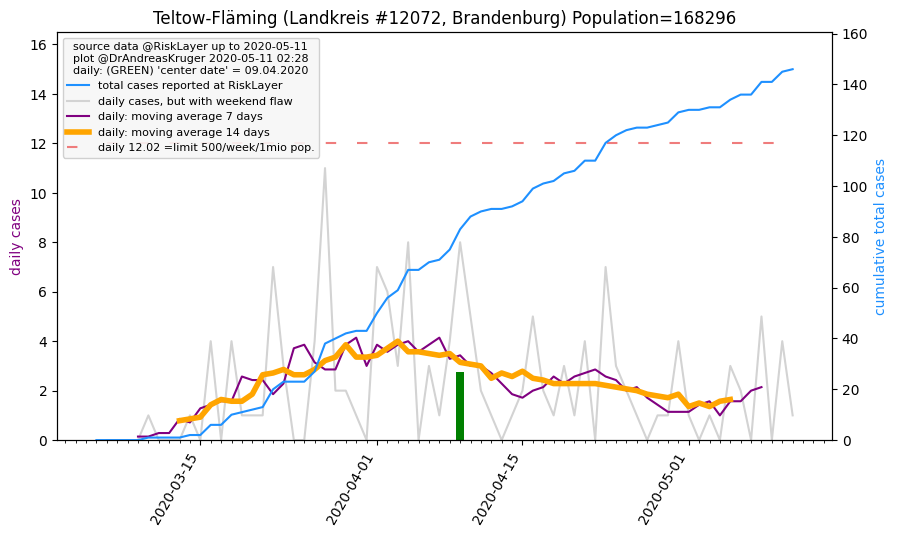 Teltow-Fläming (Landkreis #12072, Brandenburg) Population=168296
source data @RiskLayer up to 2020-05-11
plot @DrAndreasKruger 2020-05-11 02:28
daily: (GREEN) 'center date' = 09.04.2020
total cases reported at RiskLayer
daily cases, but with weekend flaw
daily: moving average 7 days
daily: moving average 14 days
daily 12.02 =limit 500/week/1mio pop.
daily cases
16
14
12
10
8
6
4
2
0
cumulative total cases
160
140
120
100
80
60
40
20
0
2020-03-15
2020-04-01
2020-04-15
2020-05-01